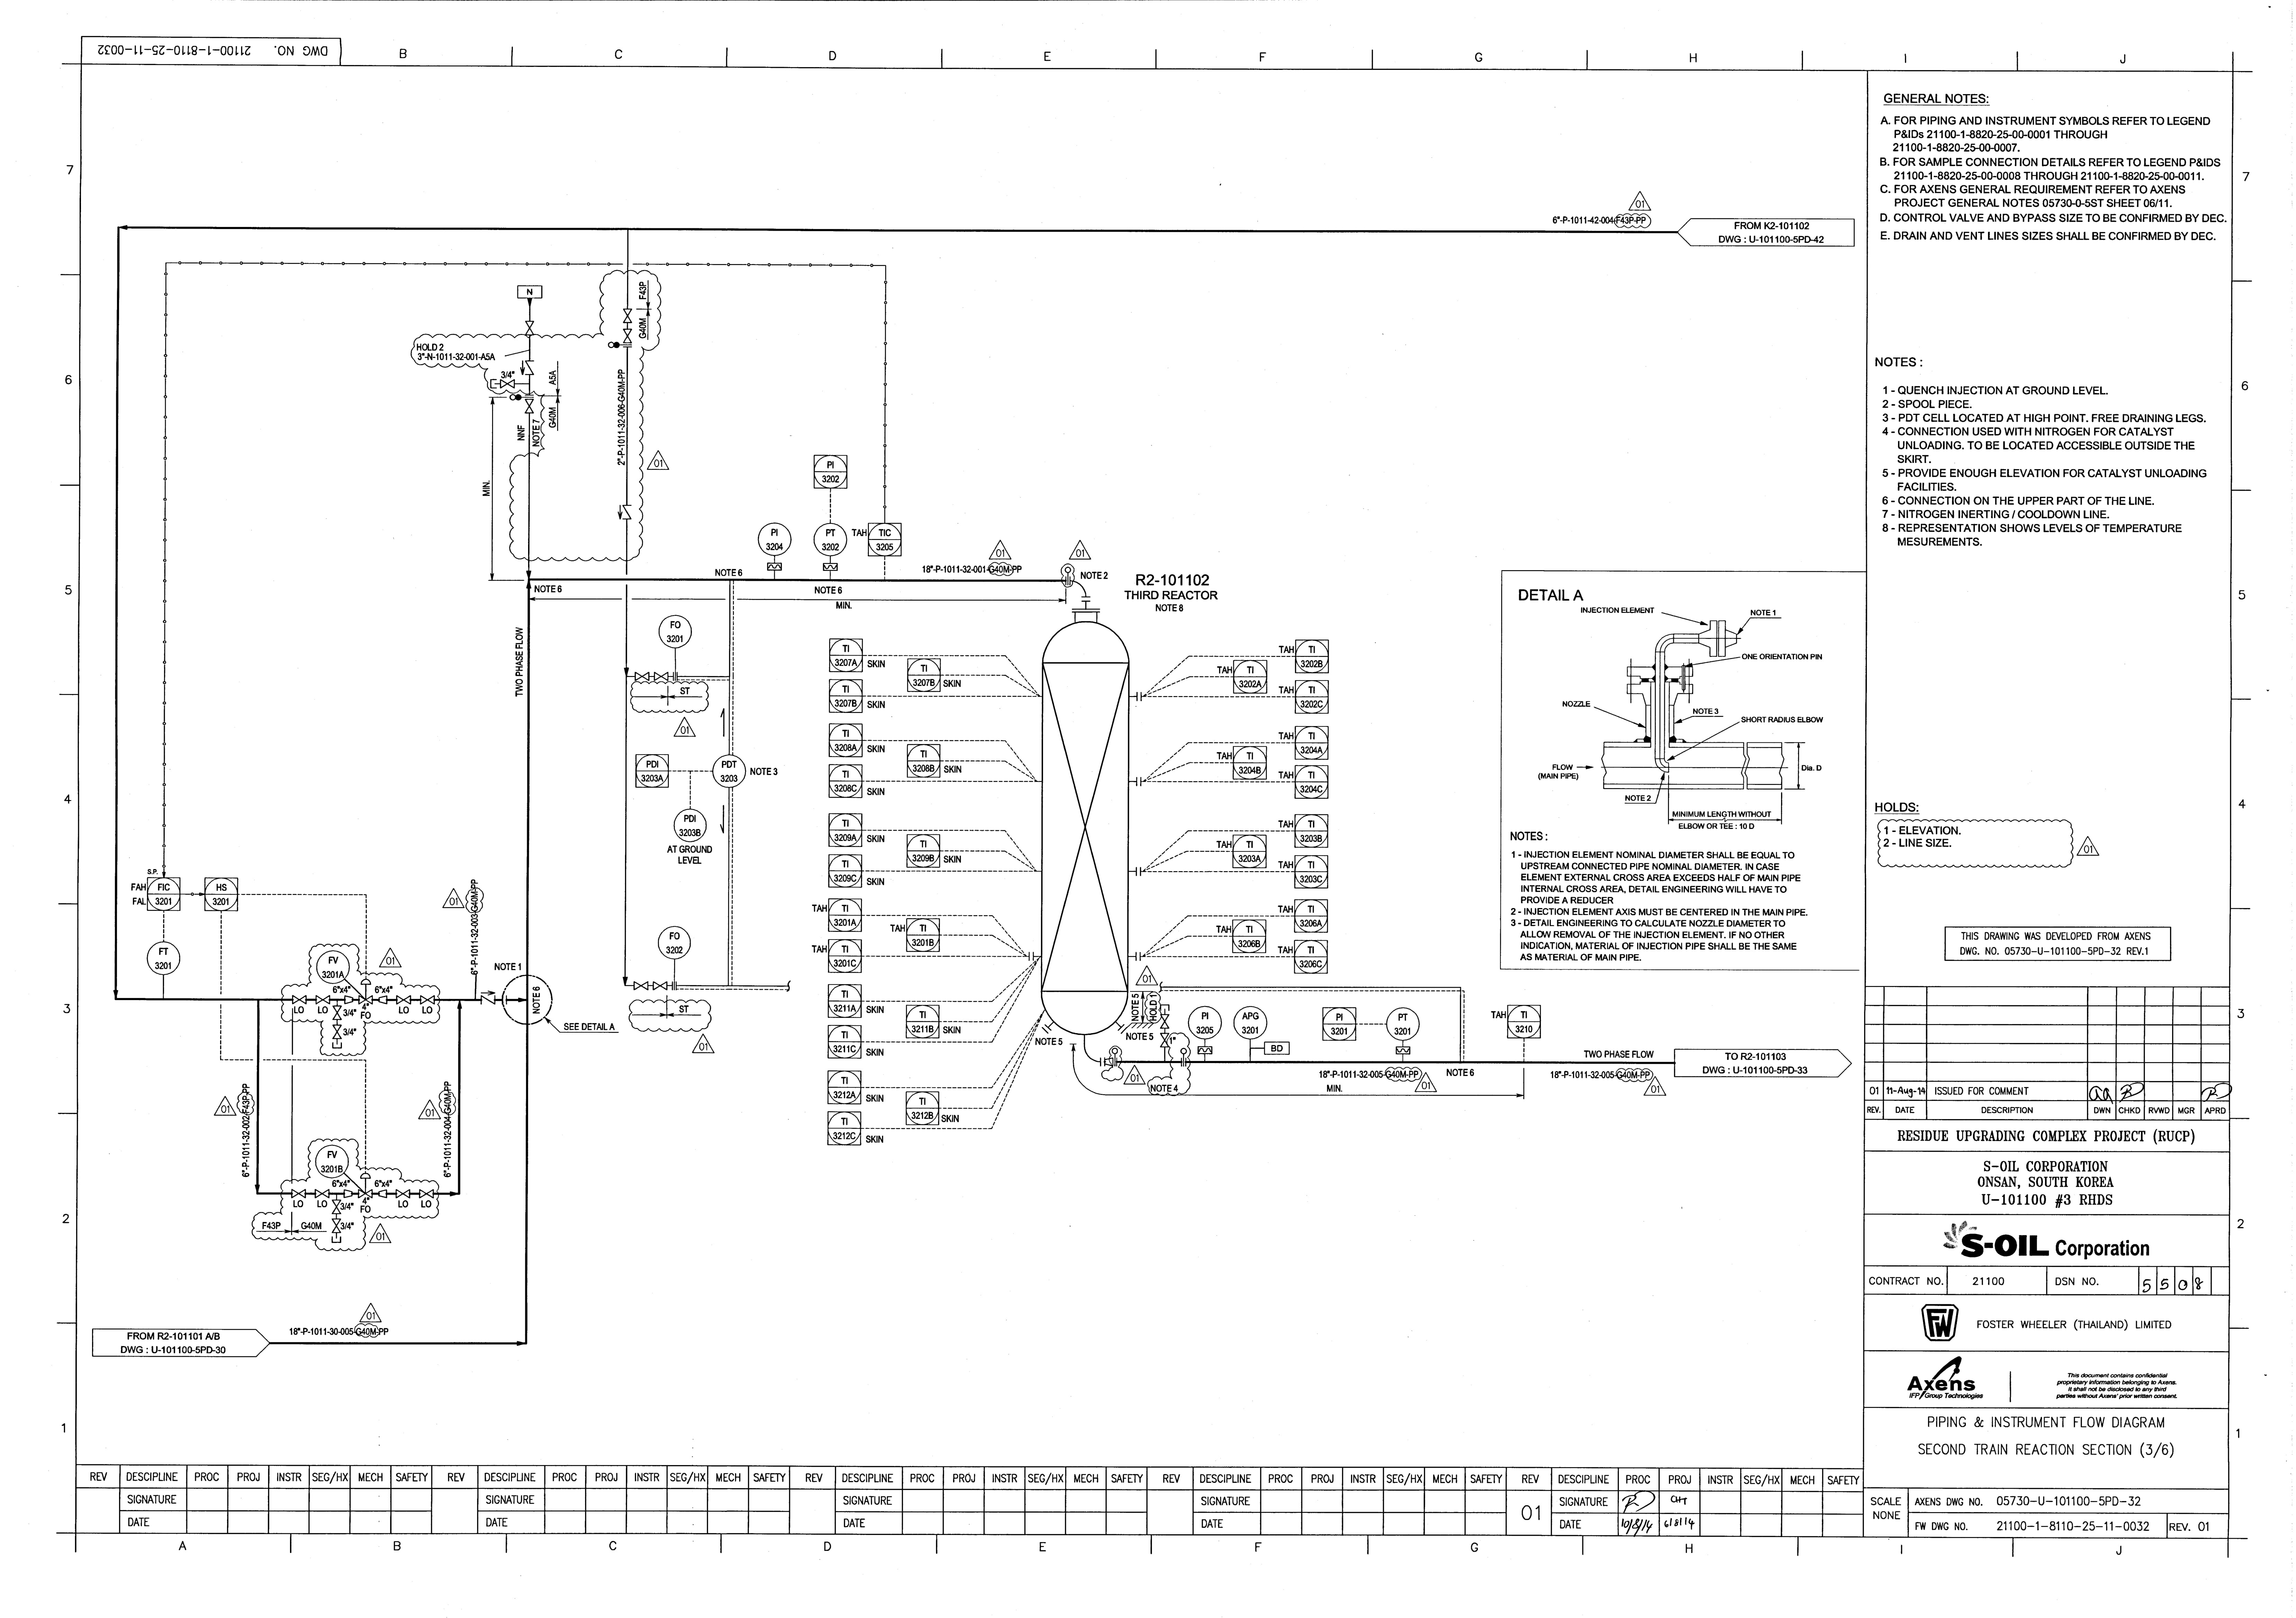 DWG NO. 21100-1-8110-25-11-0032
B
C
D
E
F
G
H
I
J
7
6
5
4
3
2
1
GENERAL NOTES:
A. FOR PIPING AND INSTRUMENT SYMBOLS REFER TO LEGEND
P&IDs 21100-1-8820-25-00-0001 THROUGH
21100-1-8820-25-00-0007.
B. FOR SAMPLE CONNECTION DETAILS REFER TO LEGEND P&IDS
21100-1-8820-25-00-0008 THROUGH 21100-1-8820-25-00-0011.
C. FOR AXENS GENERAL REQUIREMENT REFER TO AXENS
PROJECT GENERAL NOTES 05730-0-5ST SHEET 06/11.
D. CONTROL VALVE AND BYPASS SIZE TO BE CONFIRMED BY DEC.
E. DRAIN AND VENT LINES SIZES SHALL BE CONFIRMED BY DEC.
NOTES :
1 - QUENCH INJECTION AT GROUND LEVEL.
2 - SPOOL PIECE.
3 - PDT CELL LOCATED AT HIGH POINT. FREE DRAINING LEGS.
4 - CONNECTION USED WITH NITROGEN FOR CATALYST
UNLOADING. TO BE LOCATED ACCESSIBLE OUTSIDE THE
SKIRT.
5 - PROVIDE ENOUGH ELEVATION FOR CATALYST UNLOADING
FACILITIES.
6 - CONNECTION ON THE UPPER PART OF THE LINE.
7 - NITROGEN INERTING / COOLDOWN LINE.
8 - REPRESENTATION SHOWS LEVELS OF TEMPERATURE
MESUREMENTS.
HOLDS:
1 - ELEVATION.
2 - LINE SIZE.
01
THIS DRAWING WAS DEVELOPED FROM AXENS
DWG. NO. 05730-U-101100-5PD-32 REV.1
01 11-Aug-14 ISSUED FOR COMMENT
REV. DATE DESCRIPTION DWN CHKD RVWD MGR APRD
RESIDUE UPGRADING COMPLEX PROJECT (RUCP)
S-OIL CORPORATION
ONSAN, SOUTH KOREA
U-101100 #3 RHDS
S-OIL Corporation
CONTRACT NO. 21100 DSN NO. 5 5 0 8
FW FOSTER WHEELER (THAILAND) LIMITED
Axens
IFP Group Technologies
This document contains confidential
proprietary information belonging to Axens.
It shall not be disclosed to any third
parties without Axens' prior written consent.
PIPING & INSTRUMENT FLOW DIAGRAM
SECOND TRAIN REACTION SECTION (3/6)
SCALE NONE
AXENS DWG NO. 05730-U-101100-5PD-32
FW DWG NO. 21100-1-8110-25-11-0032 REV. 01
01
6"-P-1011-42-004-F43P-PP
FROM K2-101102
DWG : U-101100-5PD-42
N
HOLD 2
3"-N-1011-32-001-A5A
3/4"
A5A
G40M
NNF
NOTE 7
MIN.
F43P
G40M
2"-P-1011-32-006-G40M-PP
01
PI 3202
PI 3204
PT 3202
TAH TIC 3205
NOTE 6
NOTE 6
NOTE 6
MIN.
01
18"-P-1011-32-001-G40M-PP
01
NOTE 2
R2-101102
THIRD REACTOR
NOTE 8
TWO PHASE FLOW
FO 3201
ST
01
PDI 3203A
PDT 3203
NOTE 3
PDI 3203B
AT GROUND
LEVEL
FO 3202
ST
01
TI 3207A SKIN
TI 3207B SKIN
TI 3207B SKIN
TI 3208A SKIN
TI 3208B SKIN
TI 3208C SKIN
TI 3209A SKIN
TI 3209B SKIN
TI 3209C SKIN
TAH TI 3201A
TAH TI 3201B
TAH TI 3201C
TI 3211A SKIN
TI 3211B SKIN
TI 3211C SKIN
TI 3212A SKIN
TI 3212B SKIN
TI 3212C SKIN
TAH TI 3202B
TAH TI 3202A
TAH TI 3202C
TAH TI 3204A
TAH TI 3204B
TAH TI 3204C
TAH TI 3203B
TAH TI 3203A
TAH TI 3203C
TAH TI 3206A
TAH TI 3206B
TAH TI 3206C
DETAIL A
INJECTION ELEMENT
NOTE 1
ONE ORIENTATION PIN
NOZZLE
NOTE 3
SHORT RADIUS ELBOW
FLOW
(MAIN PIPE)
Dia. D
NOTE 2
MINIMUM LENGTH WITHOUT
ELBOW OR TEE : 10 D
NOTES :
1 - INJECTION ELEMENT NOMINAL DIAMETER SHALL BE EQUAL TO
UPSTREAM CONNECTED PIPE NOMINAL DIAMETER. IN CASE
ELEMENT EXTERNAL CROSS AREA EXCEEDS HALF OF MAIN PIPE
INTERNAL CROSS AREA, DETAIL ENGINEERING WILL HAVE TO
PROVIDE A REDUCER
2 - INJECTION ELEMENT AXIS MUST BE CENTERED IN THE MAIN PIPE.
3 - DETAIL ENGINEERING TO CALCULATE NOZZLE DIAMETER TO
ALLOW REMOVAL OF THE INJECTION ELEMENT. IF NO OTHER
INDICATION, MATERIAL OF INJECTION PIPE SHALL BE THE SAME
AS MATERIAL OF MAIN PIPE.
S.P.
FAH FIC
FAL 3201
HS 3201
FT 3201
FV 3201A
01
6"x4" 6"x4"
LO LO 3/4" 4" FO LO LO
3/4"
01
6"-P-1011-32-003-G40M-PP
NOTE 1
NOTE 6
SEE DETAIL A
01
6"-P-1011-32-002-F43P-PP
01
6"-P-1011-32-004-G40M-PP
FV 3201B
6"x4" 6"x4"
LO LO 3/4" 4" FO LO LO
F43P G40M 3/4"
01
01
18"-P-1011-30-005-G40M-PP
FROM R2-101101 A/B
DWG : U-101100-5PD-30
01
NOTE 5
HOLD 1
NOTE 5
NOTE 5
1"
01
NOTE 4
PI 3205
APG 3201
BD
PI 3201
PT 3201
TAH TI 3210
18"-P-1011-32-005-G40M-PP
01
MIN.
NOTE 6
TWO PHASE FLOW
18"-P-1011-32-005-G40M-PP
01
TO R2-101103
DWG : U-101100-5PD-33
REV DESCIPLINE PROC PROJ INSTR SEG/HX MECH SAFETY REV DESCIPLINE PROC PROJ INSTR SEG/HX MECH SAFETY REV DESCIPLINE PROC PROJ INSTR SEG/HX MECH SAFETY REV DESCIPLINE PROC PROJ INSTR SEG/HX MECH SAFETY REV DESCIPLINE PROC PROJ INSTR SEG/HX MECH SAFETY
SIGNATURE SIGNATURE SIGNATURE SIGNATURE 01 SIGNATURE CHT
DATE DATE DATE DATE DATE 10/8/14 6/8/14
A
B
C
D
E
F
G
H
I
J